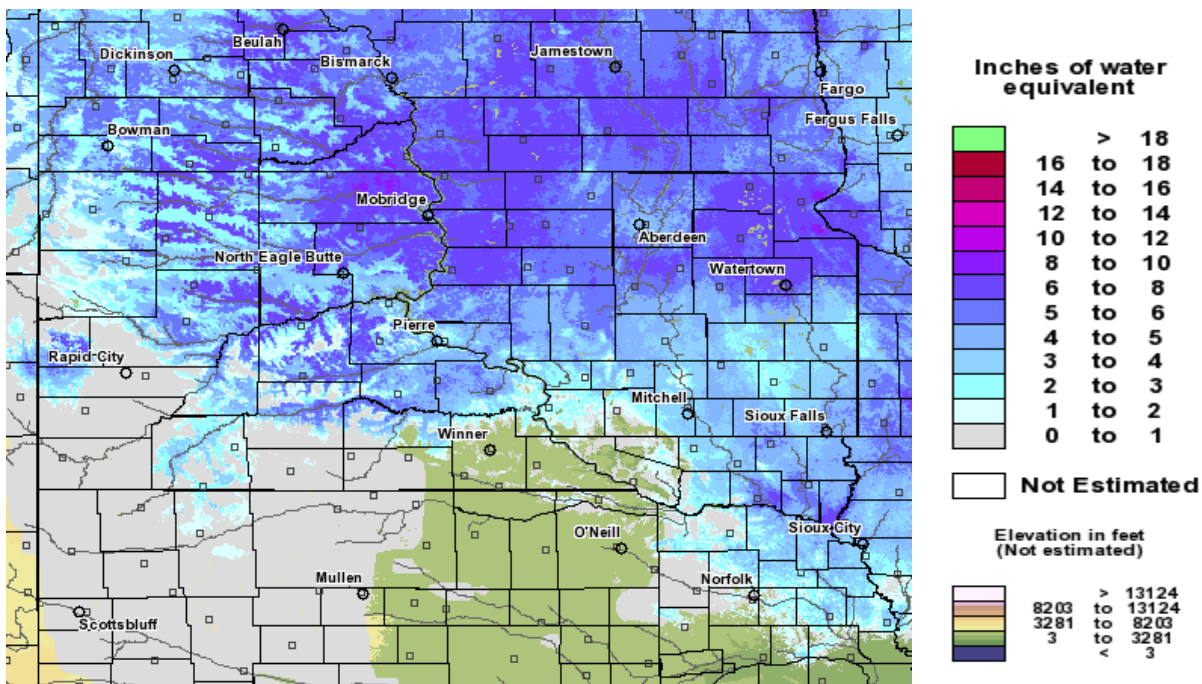 Beulah
Dickinson
Jamestown
Bismarck
Fargo
Fergus Falls
Bowman
Mobridge
Aberdeen
North Eagle Butte
Watertown
Pierre
Rapid City
Mitchell
Sioux Falls
Winner
Sioux City
O'Neill
Mullen
Norfolk
Scottsbluff
Inches of water
equivalent
> 18
16 to 18
14 to 16
12 to 14
10 to 12
8 to 10
6 to 8
5 to 6
4 to 5
3 to 4
2 to 3
1 to 2
0 to 1
Not Estimated
Elevation in feet
(Not estimated)
> 13124
8203 to 13124
3281 to 8203
3 to 3281
< 3